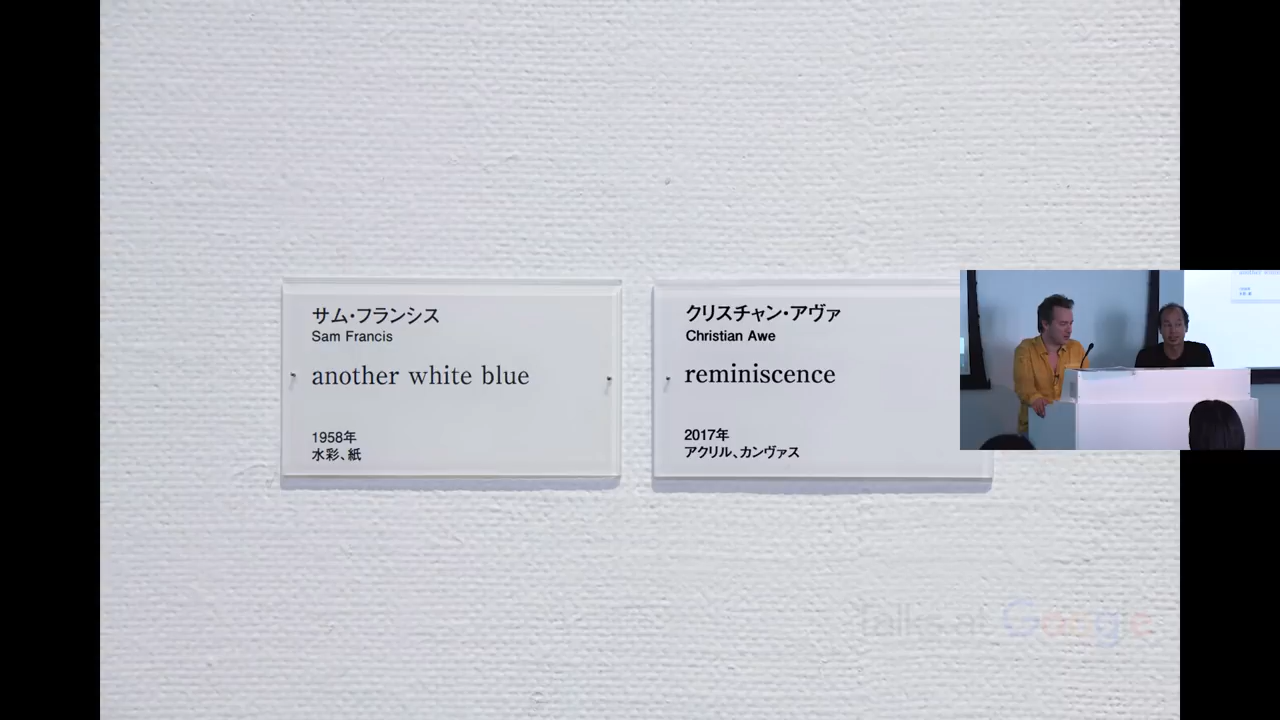 サム・フランシス
Sam Francis
another white blue
1958年
水彩、紙
クリスチャン・アヴァ
Christian Awe
reminiscence
2017年
アクリル、カンヴァス
another white
Talks at Google